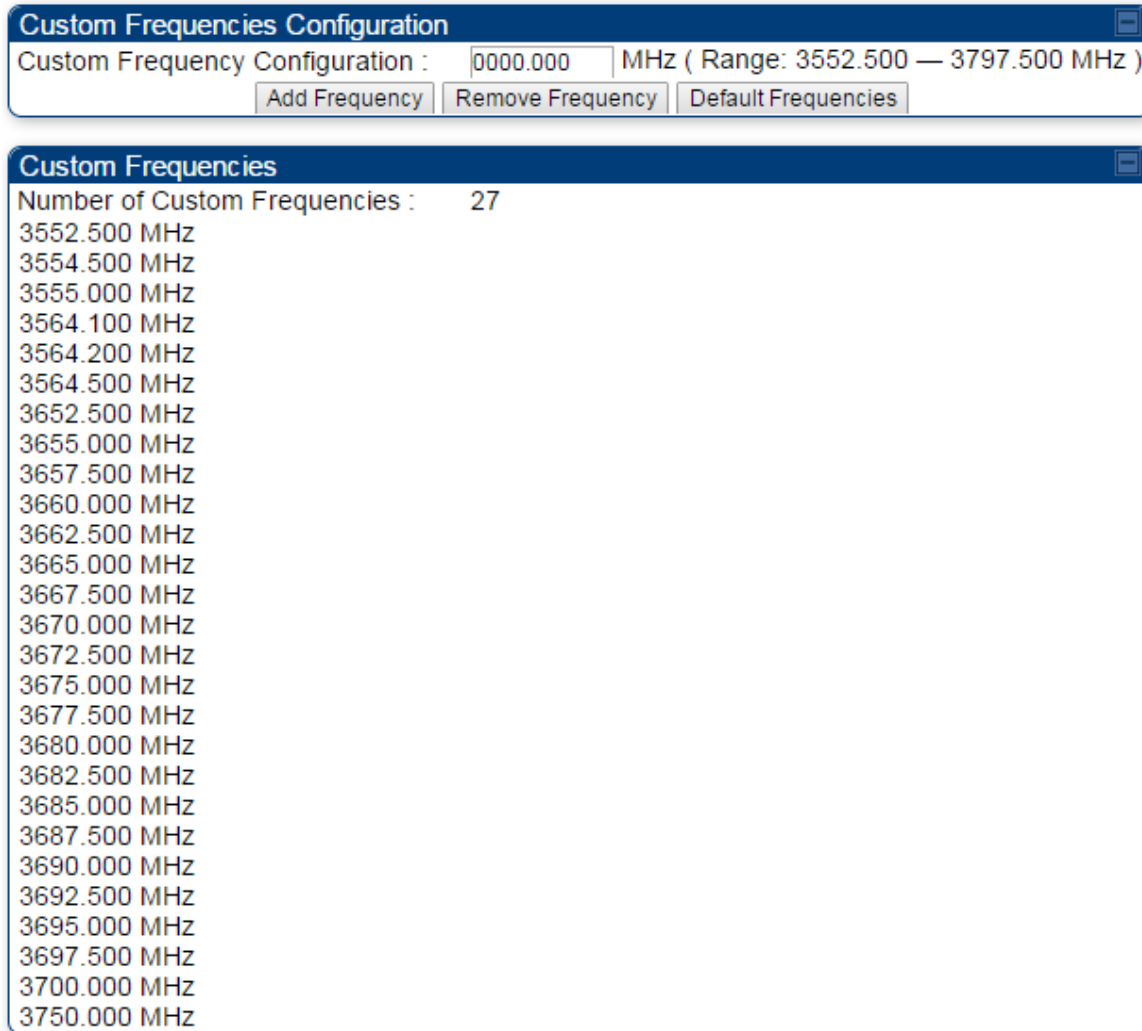 Custom Frequencies Configuration
Custom Frequency Configuration : 0000.000 MHz ( Range: 3552.500 — 3797.500 MHz )
Add Frequency Remove Frequency Default Frequencies
Custom Frequencies
Number of Custom Frequencies : 27
3552.500 MHz
3554.500 MHz
3555.000 MHz
3564.100 MHz
3564.200 MHz
3564.500 MHz
3652.500 MHz
3655.000 MHz
3657.500 MHz
3660.000 MHz
3662.500 MHz
3665.000 MHz
3667.500 MHz
3670.000 MHz
3672.500 MHz
3675.000 MHz
3677.500 MHz
3680.000 MHz
3682.500 MHz
3685.000 MHz
3687.500 MHz
3690.000 MHz
3692.500 MHz
3695.000 MHz
3697.500 MHz
3700.000 MHz
3750.000 MHz